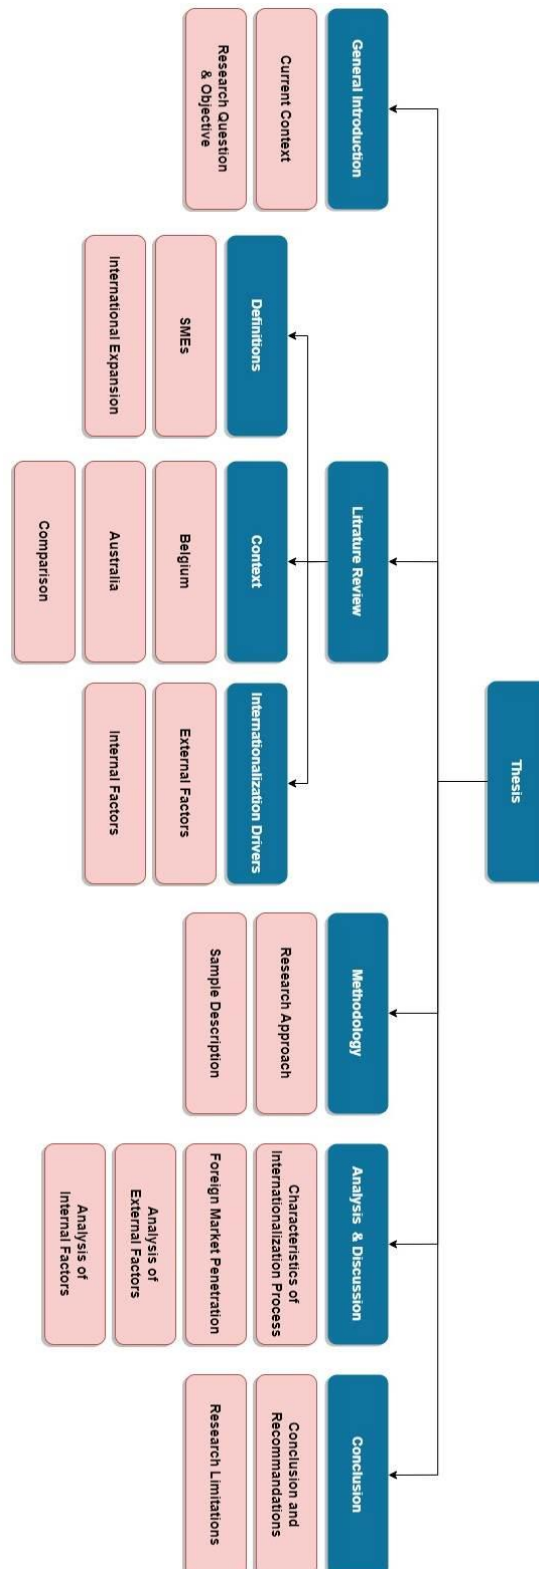 Thesis
General Introduction
Current Context
Research Question
& Objective
Litrature Review
Definitions
SMEs
International Expansion
Context
Belgium
Australia
Comparison
Internationalization Drivers
External Factors
Internal Factors
Methodology
Research Approach
Sample Description
Analysis & Discussion
Characteristics of
Internationalization Process
Foreign Market Penetration
Analysis of
External Factors
Analysis of
Internal Factors
Conclusion
Conclusion and
Recommandations
Research Limitations